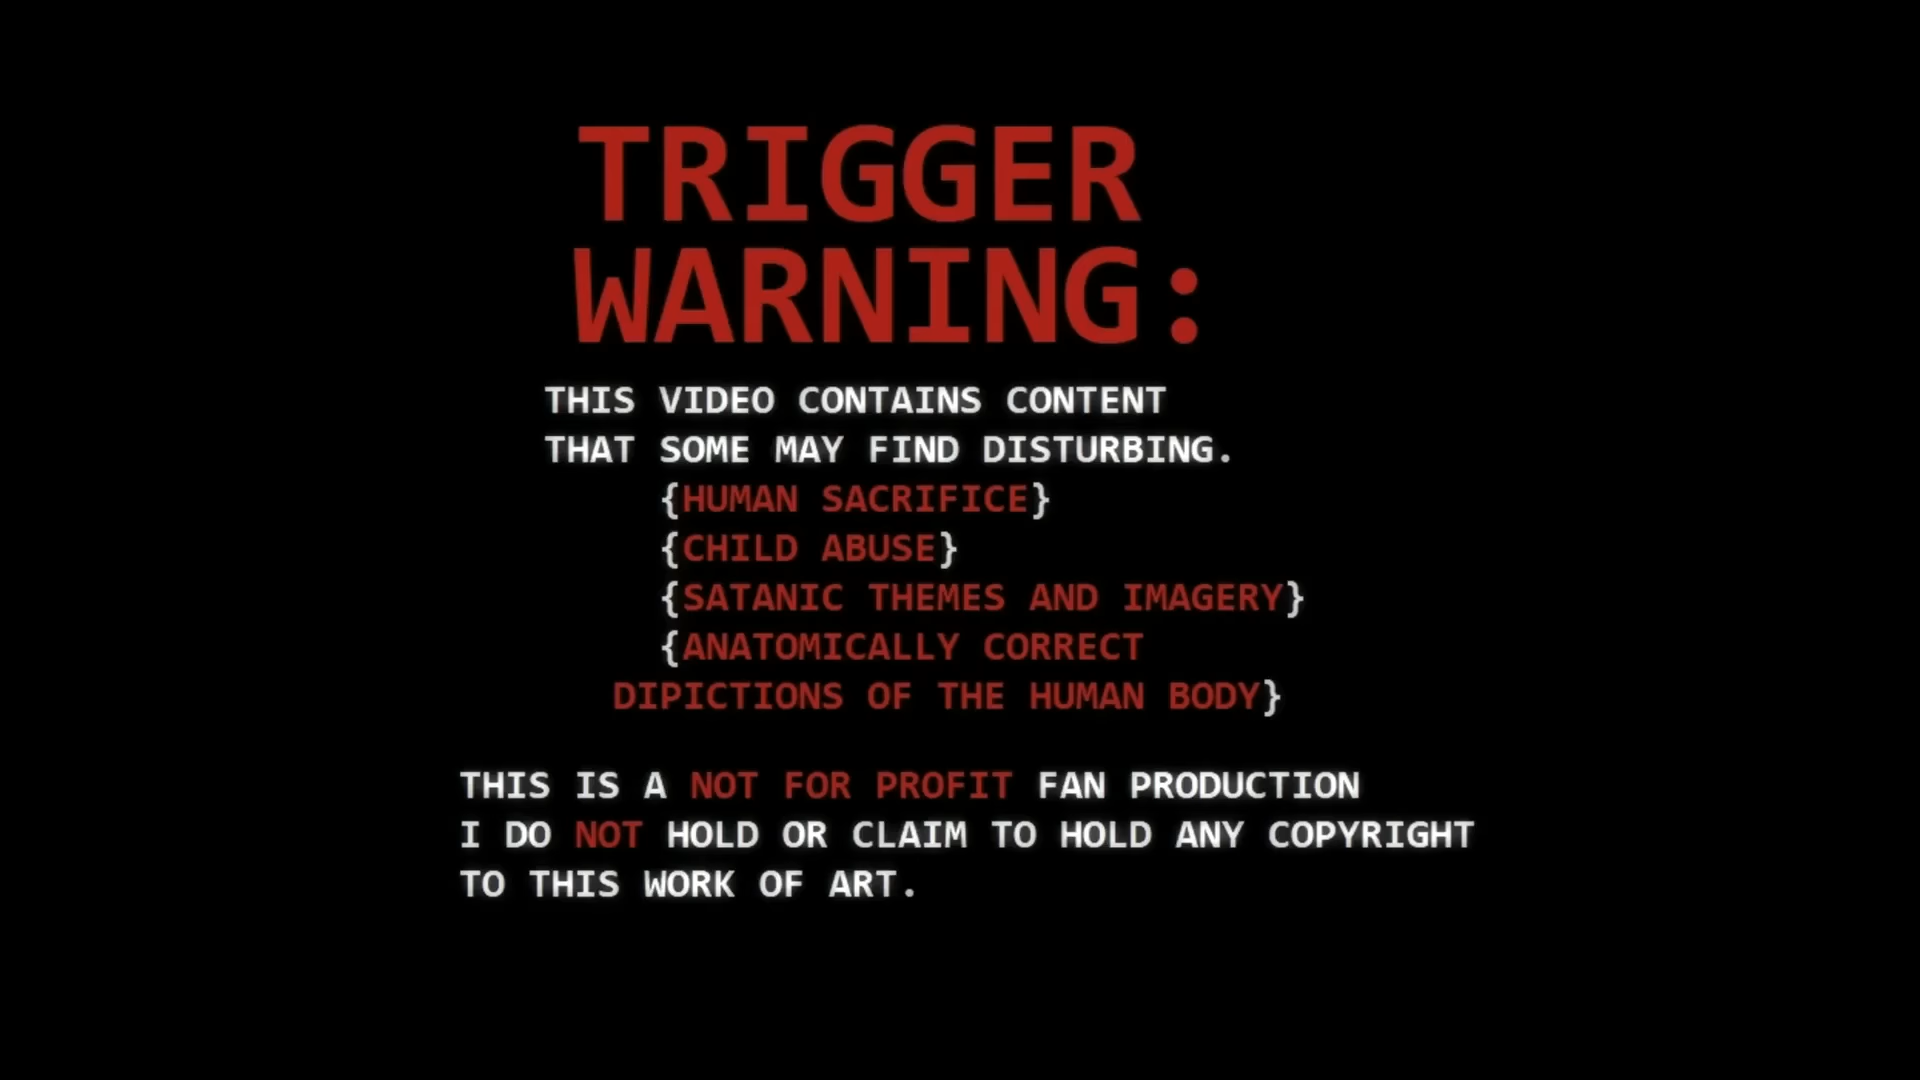 TRIGGER
WARNING:
THIS VIDEO CONTAINS CONTENT
THAT SOME MAY FIND DISTURBING.
{HUMAN SACRIFICE}
{CHILD ABUSE}
{SATANIC THEMES AND IMAGERY}
{ANATOMICALLY CORRECT
DIPICTIONS OF THE HUMAN BODY}
THIS IS A NOT FOR PROFIT FAN PRODUCTION
I DO NOT HOLD OR CLAIM TO HOLD ANY COPYRIGHT
TO THIS WORK OF ART.